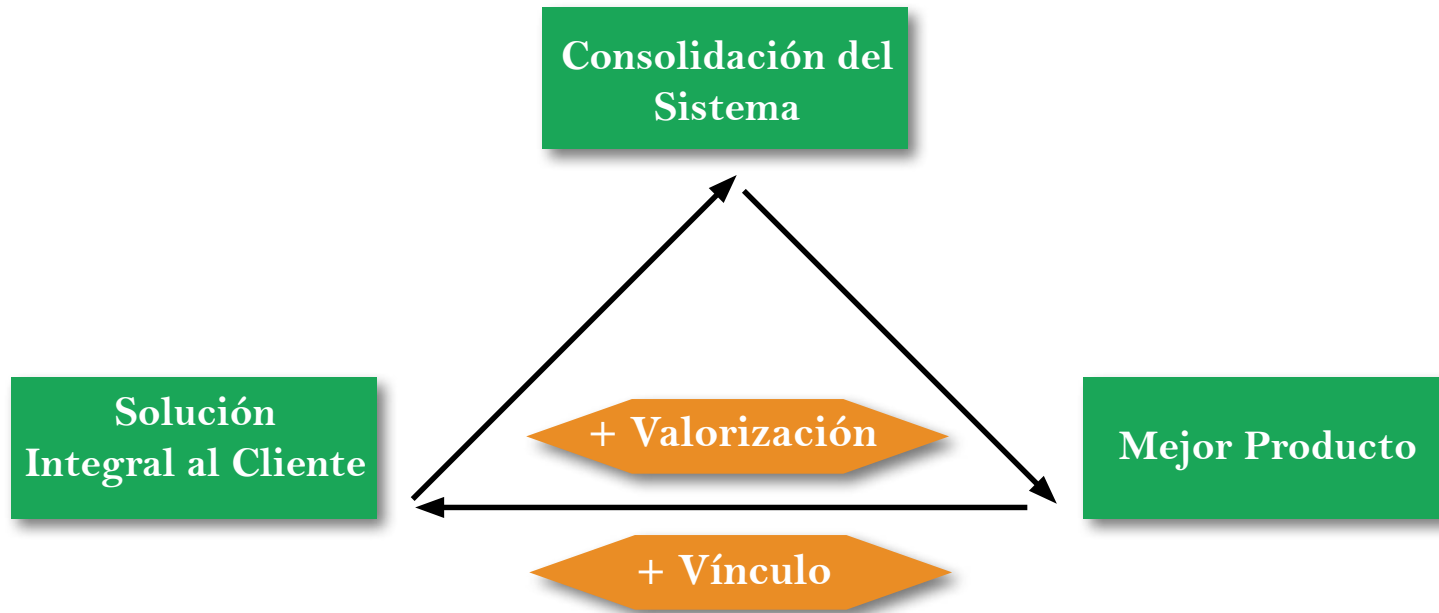 Consolidación del
Sistema
Solución
Integral al Cliente
+ Valorización
Mejor Producto
+ Vínculo